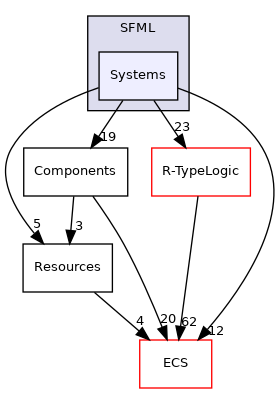 SFML
Systems
19
23
Components
R-TypeLogic
5
3
Resources
4
20
62
12
ECS